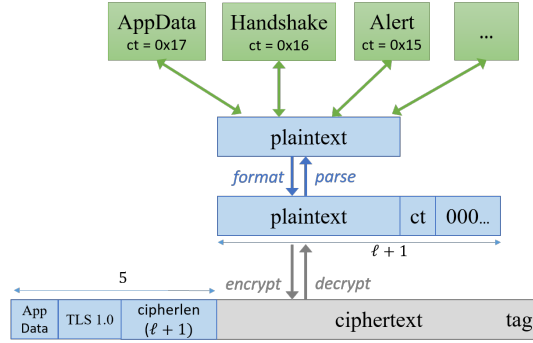 AppData
ct = 0x17
Handshake
ct = 0x16
Alert
ct = 0x15
...
plaintext
format
parse
plaintext
ct
000...
ℓ + 1
5
encrypt
decrypt
App
Data
TLS 1.0
cipherlen
(ℓ + 1)
ciphertext
tag